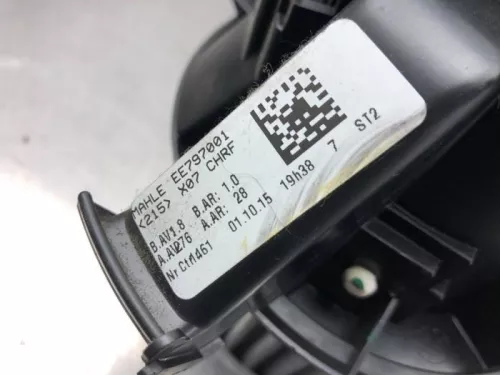 MAHLE EE797001
<215> X07 CHRF
B.AV1.8 B.AR: 1.0
A.AV276 A.AR: 28
01.10.15 19h38 7 ST2
Nr